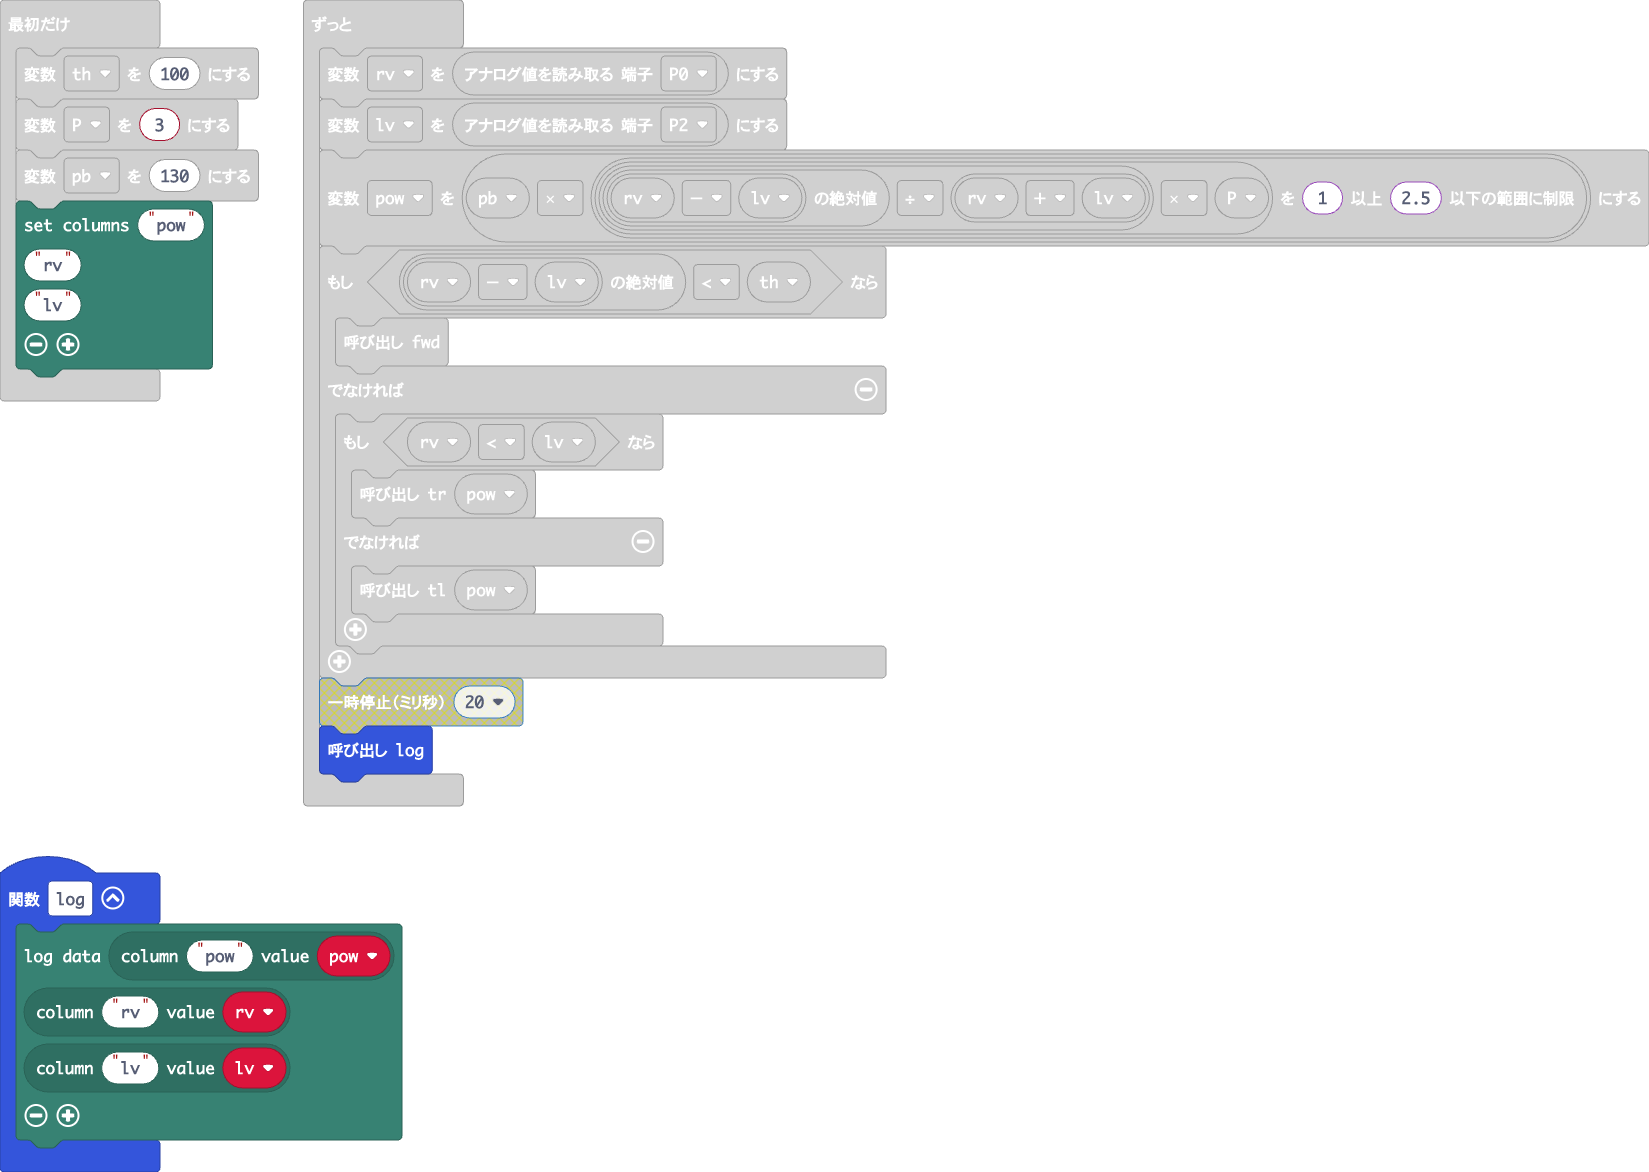 最初だけ
変数 th を 100 にする
変数 P を 3 にする
変数 pb を 130 にする
set columns "pow"
"rv"
"lv"
ずっと
変数 rv を アナログ値を読み取る 端子 P0 にする
変数 lv を アナログ値を読み取る 端子 P2 にする
変数 pow を pb × rv - lv の絶対値 ÷ rv + lv × P を 1 以上 2.5 以下の範囲に制限 にする
もし rv - lv の絶対値 < th なら
呼び出し fwd
でなければ
もし rv < lv なら
呼び出し tr pow
でなければ
呼び出し tl pow
一時停止(ミリ秒) 20
呼び出し log
関数 log
log data column "pow" value pow
column "rv" value rv
column "lv" value lv